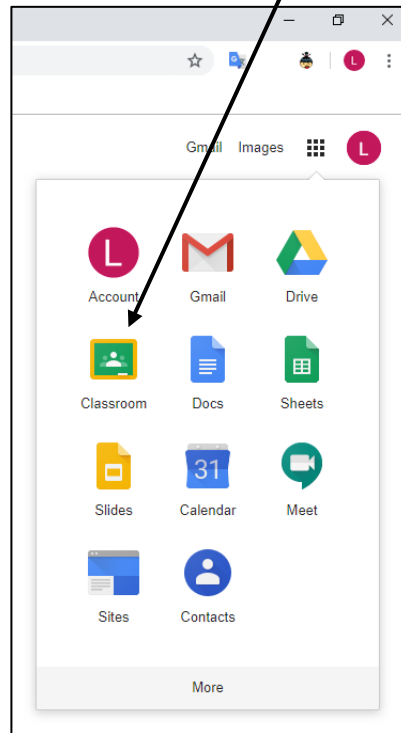 L
Gmail Images L
L
Account Gmail Drive
Classroom Docs Sheets
31
Slides Calendar Meet
Sites Contacts
More